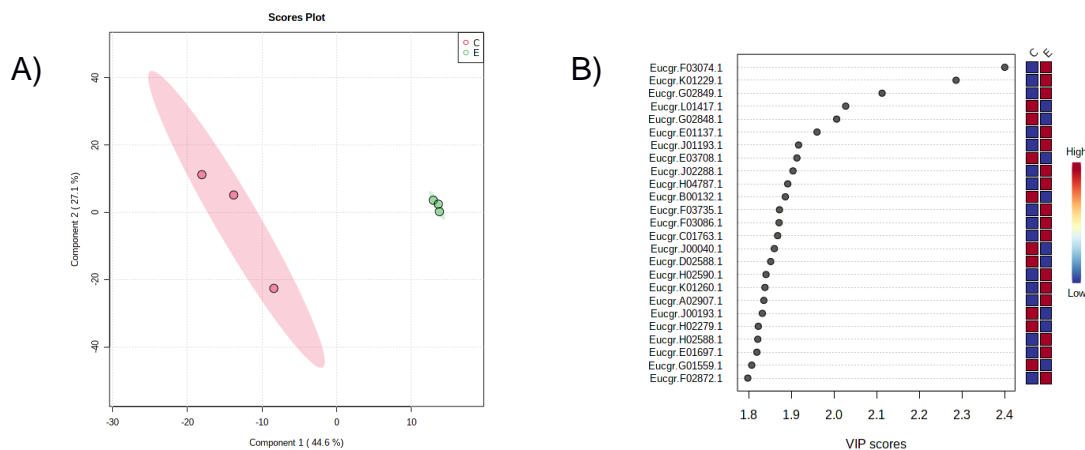 A)
Scores Plot
C
E
Component 2 ( 27.1 %)
40
20
0
-20
-40
-30
-20
-10
0
10
Component 1 ( 44.6 %)
B)
C E
Eucgr.F03074.1
Eucgr.K01229.1
Eucgr.G02849.1
Eucgr.L01417.1
Eucgr.G02848.1
Eucgr.E01137.1
Eucgr.J01193.1
Eucgr.E03708.1
Eucgr.J02288.1
Eucgr.H04787.1
Eucgr.B00132.1
Eucgr.F03735.1
Eucgr.F03086.1
Eucgr.C01763.1
Eucgr.J00040.1
Eucgr.D02588.1
Eucgr.H02590.1
Eucgr.K01260.1
Eucgr.A02907.1
Eucgr.J00193.1
Eucgr.H02279.1
Eucgr.H02588.1
Eucgr.E01697.1
Eucgr.G01559.1
Eucgr.F02872.1
1.8 1.9 2.0 2.1 2.2 2.3 2.4
VIP scores
High
Low